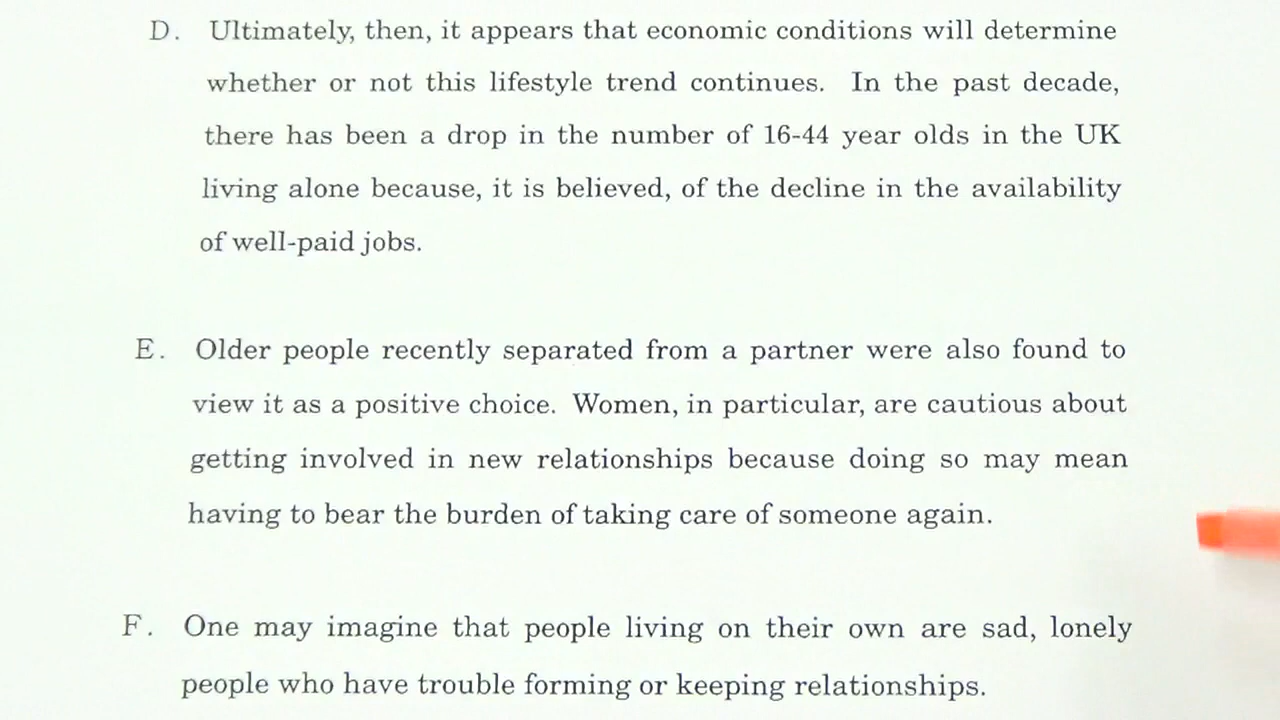 D. Ultimately, then, it appears that economic conditions will determine
whether or not this lifestyle trend continues. In the past decade,
there has been a drop in the number of 16-44 year olds in the UK
living alone because, it is believed, of the decline in the availability
of well-paid jobs.
E. Older people recently separated from a partner were also found to
view it as a positive choice. Women, in particular, are cautious about
getting involved in new relationships because doing so may mean
having to bear the burden of taking care of someone again.
F. One may imagine that people living on their own are sad, lonely
people who have trouble forming or keeping relationships.